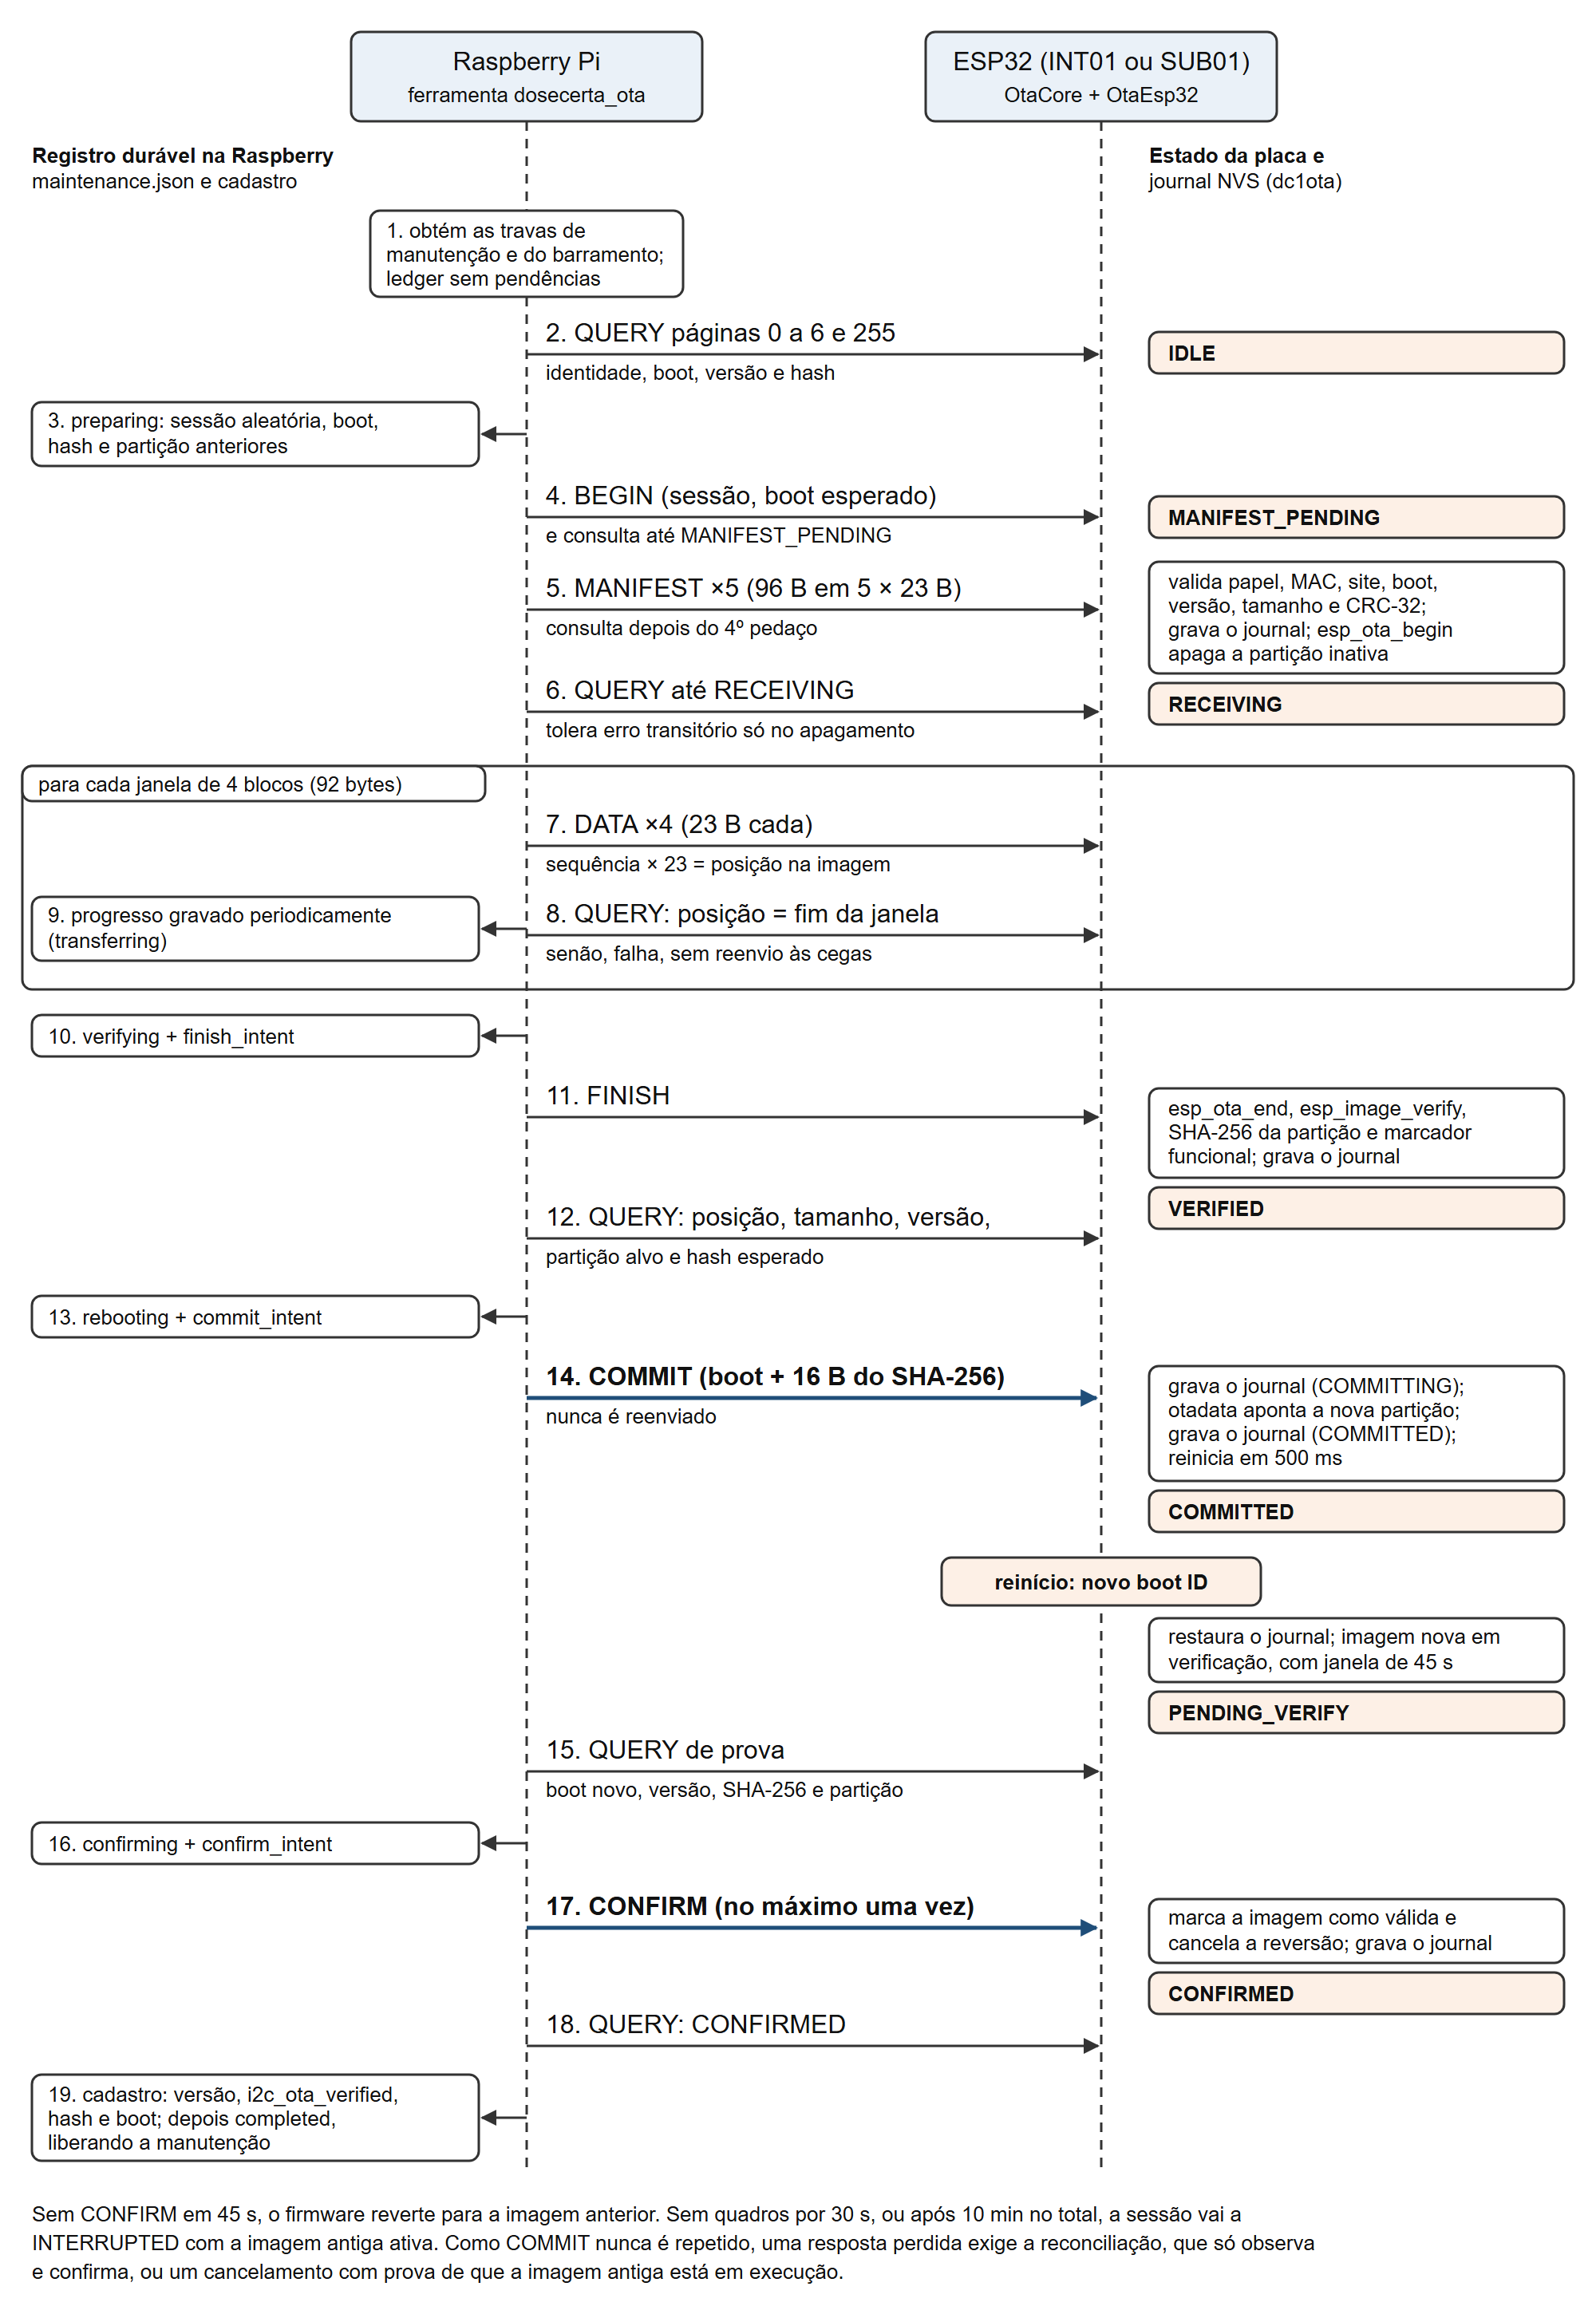 Raspberry Pi
ferramenta dosecerta_ota
ESP32 (INT01 ou SUB01)
OtaCore + OtaEsp32
Registro durável na Raspberry
maintenance.json e cadastro
Estado da placa e
journal NVS (dc1ota)
1. obtém as travas de
manutenção e do barramento;
ledger sem pendências
2. QUERY páginas 0 a 6 e 255
identidade, boot, versão e hash
IDLE
3. preparing: sessão aleatória, boot,
hash e partição anteriores
4. BEGIN (sessão, boot esperado)
e consulta até MANIFEST_PENDING
MANIFEST_PENDING
5. MANIFEST ×5 (96 B em 5 × 23 B)
consulta depois do 4º pedaço
valida papel, MAC, site, boot,
versão, tamanho e CRC-32;
grava o journal; esp_ota_begin
apaga a partição inativa
6. QUERY até RECEIVING
tolera erro transitório só no apagamento
RECEIVING
para cada janela de 4 blocos (92 bytes)
7. DATA ×4 (23 B cada)
sequência × 23 = posição na imagem
8. QUERY: posição = fim da janela
senão, falha, sem reenvio às cegas
9. progresso gravado periodicamente
(transferring)
10. verifying + finish_intent
11. FINISH
esp_ota_end, esp_image_verify,
SHA-256 da partição e marcador
funcional; grava o journal
VERIFIED
12. QUERY: posição, tamanho, versão,
partição alvo e hash esperado
13. rebooting + commit_intent
14. COMMIT (boot + 16 B do SHA-256)
nunca é reenviado
grava o journal (COMMITTING);
otadata aponta a nova partição;
grava o journal (COMMITTED);
reinicia em 500 ms
COMMITTED
reinício: novo boot ID
restaura o journal; imagem nova em
verificação, com janela de 45 s
PENDING_VERIFY
15. QUERY de prova
boot novo, versão, SHA-256 e partição
16. confirming + confirm_intent
17. CONFIRM (no máximo uma vez)
marca a imagem como válida e
cancela a reversão; grava o journal
CONFIRMED
18. QUERY: CONFIRMED
19. cadastro: versão, i2c_ota_verified,
hash e boot; depois completed,
liberando a manutenção
Sem CONFIRM em 45 s, o firmware reverte para a imagem anterior. Sem quadros por 30 s, ou após 10 min no total, a sessão vai a
INTERRUPTED com a imagem antiga ativa. Como COMMIT nunca é repetido, uma resposta perdida exige a reconciliação, que só observa
e confirma, ou um cancelamento com prova de que a imagem antiga está em execução.